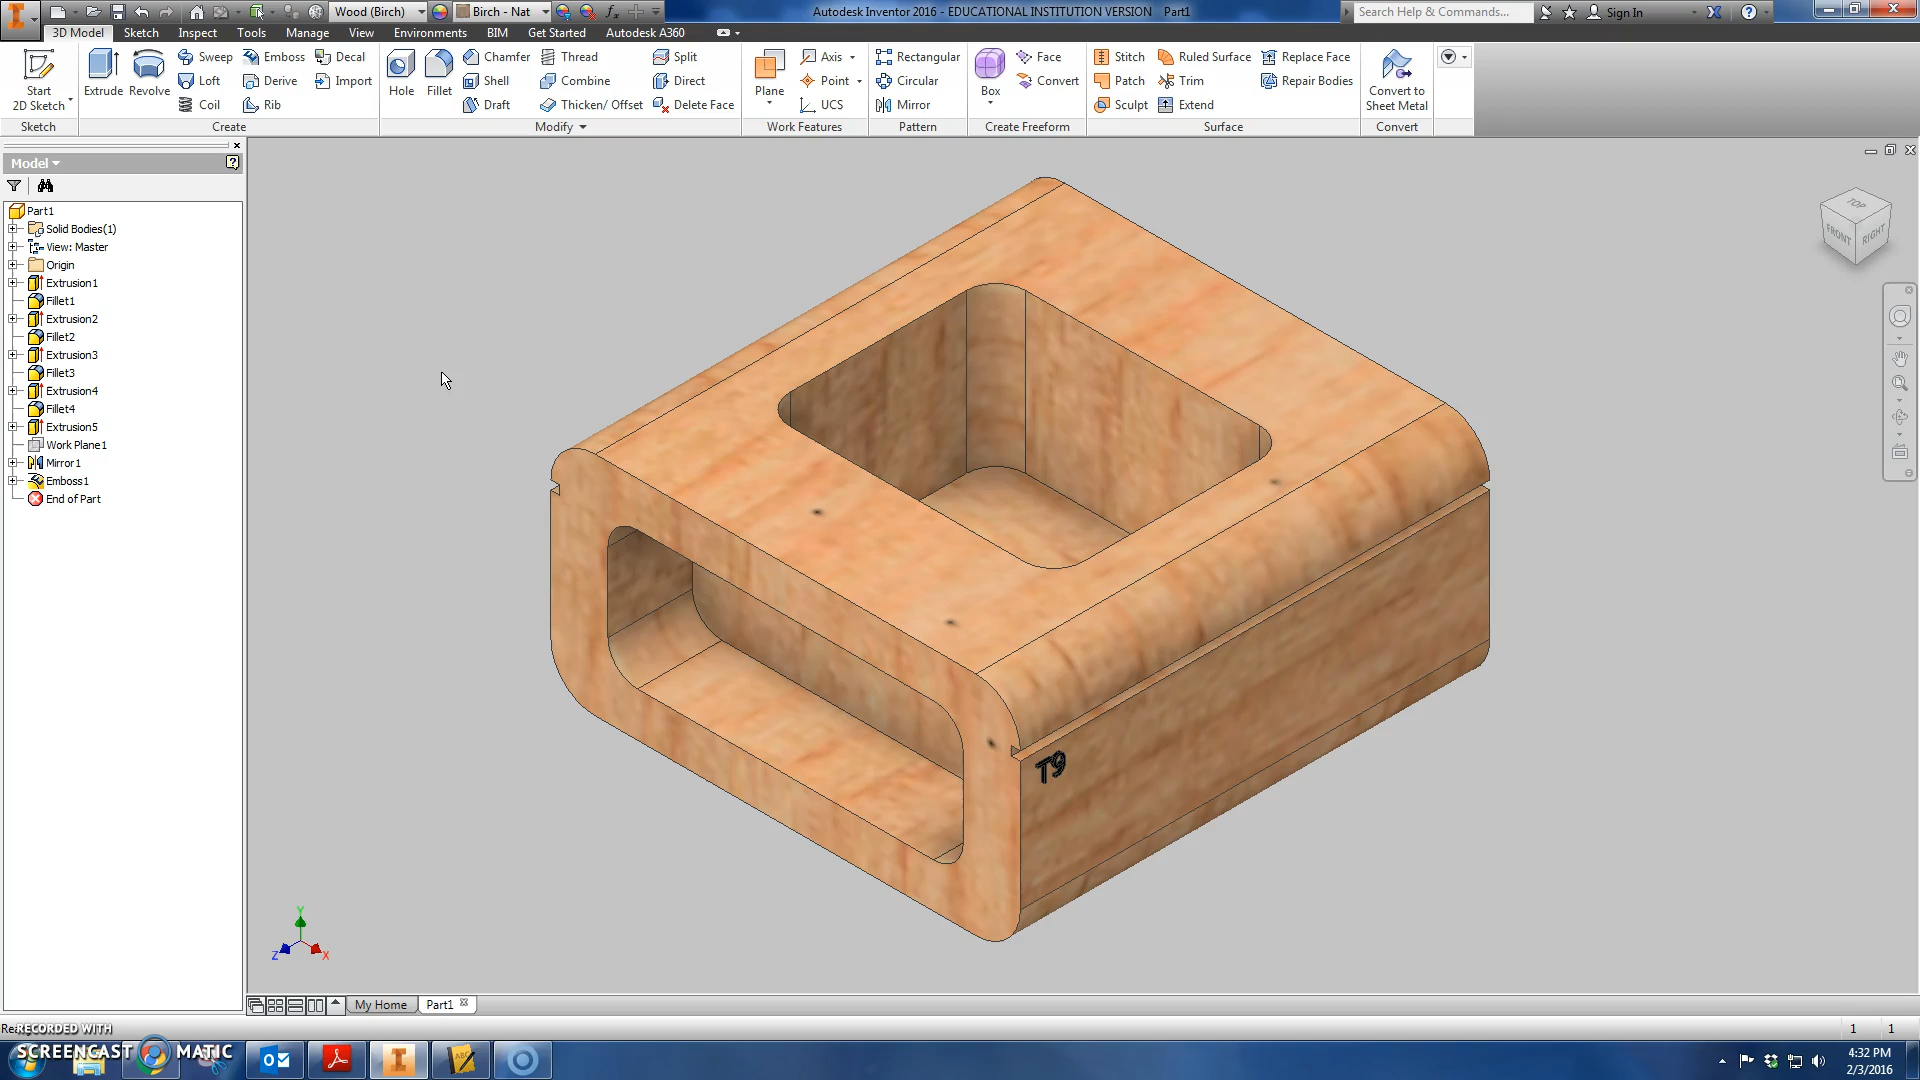 Wood (Birch) Birch - Nat Autodesk Inventor 2016 - EDUCATIONAL INSTITUTION VERSION Part1 Search Help & Commands... Sign In
3D Model Sketch Inspect Tools Manage View Environments BIM Get Started Autodesk A360
Sweep Emboss Decal Chamfer Thread Split Axis Rectangular Face Stitch Ruled Surface Replace Face
Start
2D Sketch
Extrude Revolve Loft Derive Import Hole Fillet Shell Combine Direct Plane Point Circular Box Convert Patch Trim Repair Bodies
Convert to
Sheet Metal
Coil Rib Draft Thicken/ Offset Delete Face UCS Mirror Sculpt Extend
Sketch Create Modify Work Features Pattern Create Freeform Surface Convert
Model
Part1
Solid Bodies(1)
View: Master
Origin
Extrusion1
Fillet1
Extrusion2
Fillet2
Extrusion3
Fillet3
Extrusion4
Fillet4
Extrusion5
Work Plane1
Mirror1
Emboss1
End of Part
TOP
FRONT RIGHT
T9
Y
Z X
My Home Part1
RECORDED WITH
1 1
SCREENCAST MATIC
4:32 PM
2/3/2016